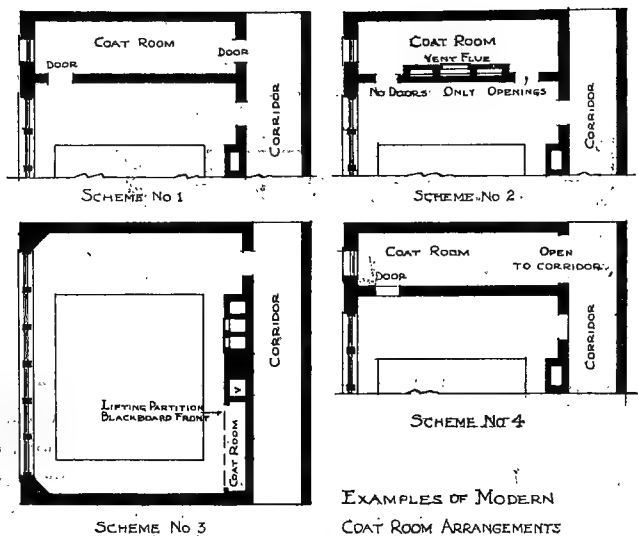 COAT ROOM
DOOR
DOOR
CORRIDOR
SCHEME No 1
COAT ROOM
VENT FLUE
NO DOORS ONLY OPENINGS
CORRIDOR
SCHEME No 2
LIFTING PARTITION
BLACKBOARD FRONT
COAT ROOM
V
CORRIDOR
SCHEME No 3
COAT ROOM
OPEN
TO CORRIDOR
DOOR
CORRIDOR
SCHEME No 4
EXAMPLES OF MODERN
COAT ROOM ARRANGEMENTS